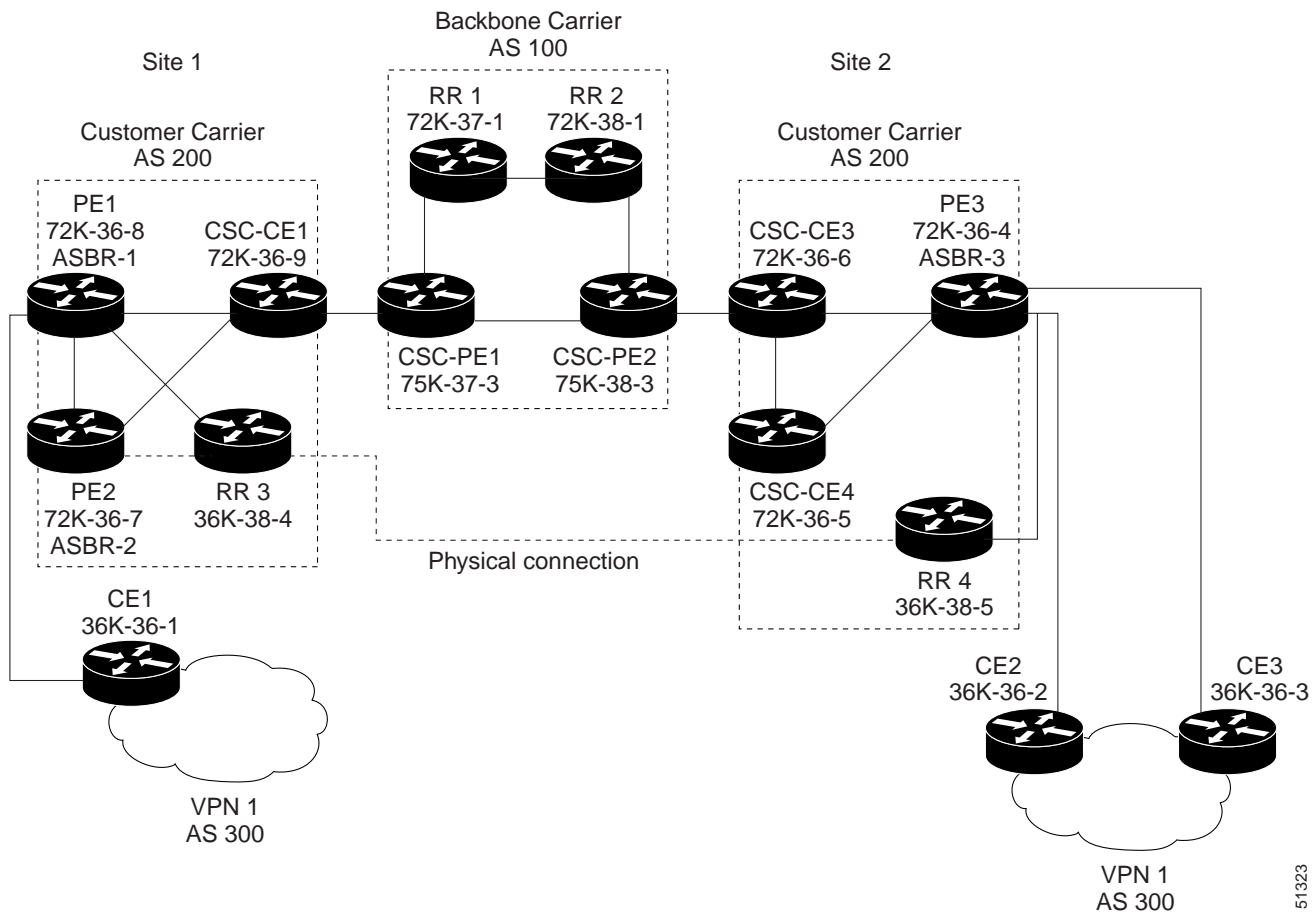 Backbone Carrier
AS 100
Site 1
Site 2
RR 1
72K-37-1
RR 2
72K-38-1
Customer Carrier
AS 200
Customer Carrier
AS 200
PE1
72K-36-8
ASBR-1
CSC-CE1
72K-36-9
CSC-CE3
72K-36-6
PE3
72K-36-4
ASBR-3
CSC-PE1
75K-37-3
CSC-PE2
75K-38-3
PE2
72K-36-7
ASBR-2
RR 3
36K-38-4
CSC-CE4
72K-36-5
Physical connection
RR 4
36K-38-5
CE1
36K-36-1
CE2
36K-36-2
CE3
36K-36-3
VPN 1
AS 300
VPN 1
AS 300
51323